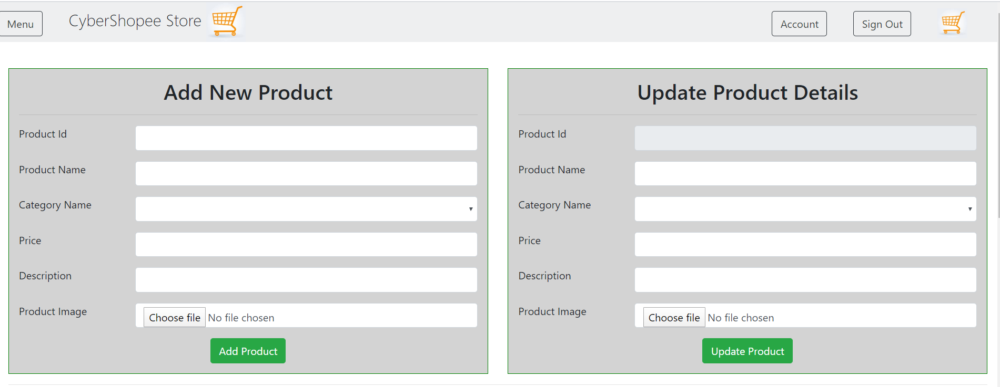 Menu
CyberShopee Store
Account
Sign Out
Add New Product
Product Id
Product Name
Category Name
Price
Description
Product Image
Choose file No file chosen
Add Product
Update Product Details
Product Id
Product Name
Category Name
Price
Description
Product Image
Choose file No file chosen
Update Product